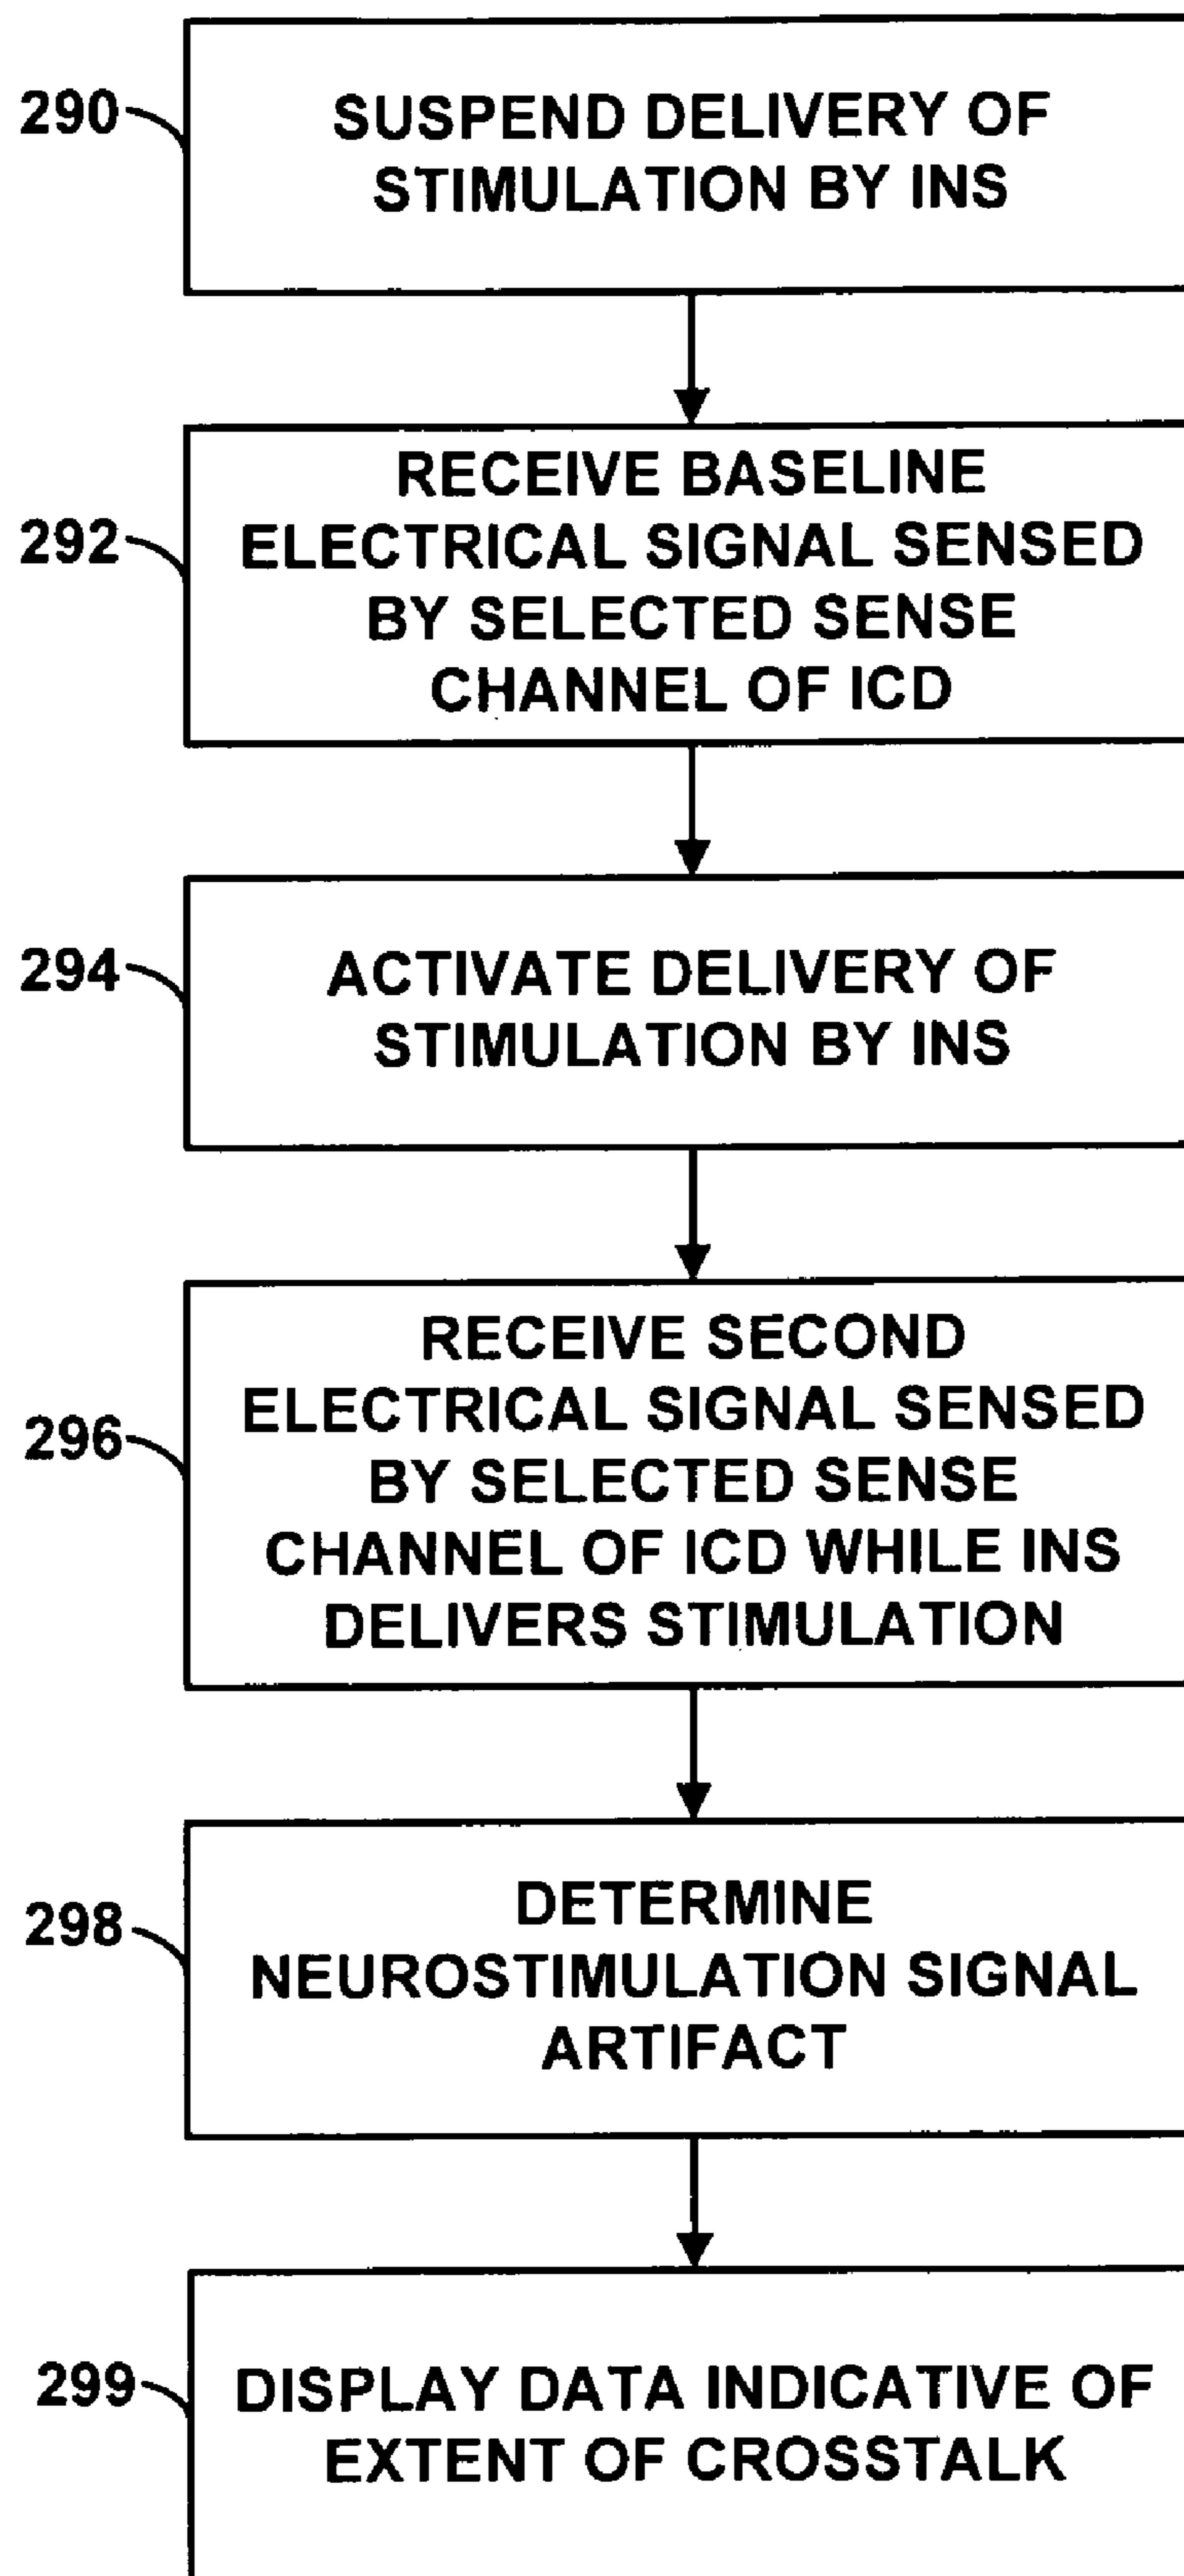 290
SUSPEND DELIVERY OF
STIMULATION BY INS
292
RECEIVE BASELINE
ELECTRICAL SIGNAL SENSED
BY SELECTED SENSE
CHANNEL OF ICD
294
ACTIVATE DELIVERY OF
STIMULATION BY INS
296
RECEIVE SECOND
ELECTRICAL SIGNAL SENSED
BY SELECTED SENSE
CHANNEL OF ICD WHILE INS
DELIVERS STIMULATION
298
DETERMINE
NEUROSTIMULATION SIGNAL
ARTIFACT
299
DISPLAY DATA INDICATIVE OF
EXTENT OF CROSSTALK